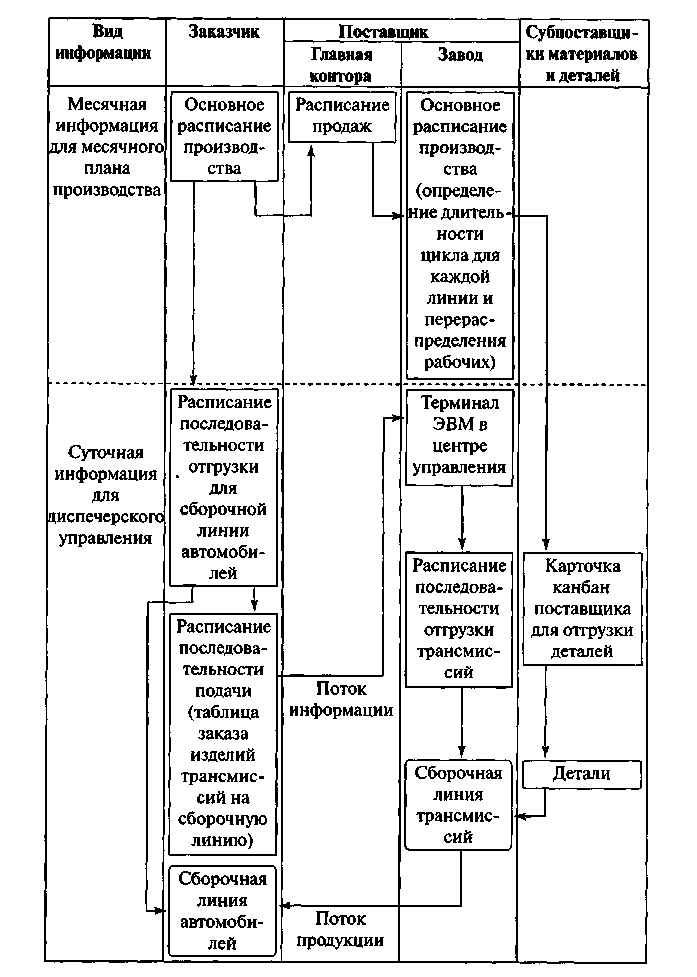 Вид
информации
Заказчик
Поставщик
Главная
контора
Завод
Субпоставщи-
ки материалов
и деталей
Месячная
информация
для месячного
плана
производства
Основное
расписание
производ-
ства
Расписание
продаж
Основное
расписание
производ-
ства
(определе-
ние длитель-
ности
цикла для
каждой
линии и
перерас-
пределения
рабочих)
Суточная
информация
для
диспечерского
управления
Расписание
последова-
тельности
отгрузки
для
сборочной
линии
автомоби-
лей
Терминал
ЭВМ в
центре
управления
Расписание
последова-
тельности
отгрузки
трансмис-
сий
Карточка
канбан
поставщика
для отгрузки
деталей
Расписание
последова-
тельности
подачи
(таблица
заказа
изделий
трансмис-
сий на
сборочную
линию)
Поток
информации
Сборочная
линия
трансмис-
сий
Детали
Сборочная
линия
автомоби-
лей
Поток
продукции